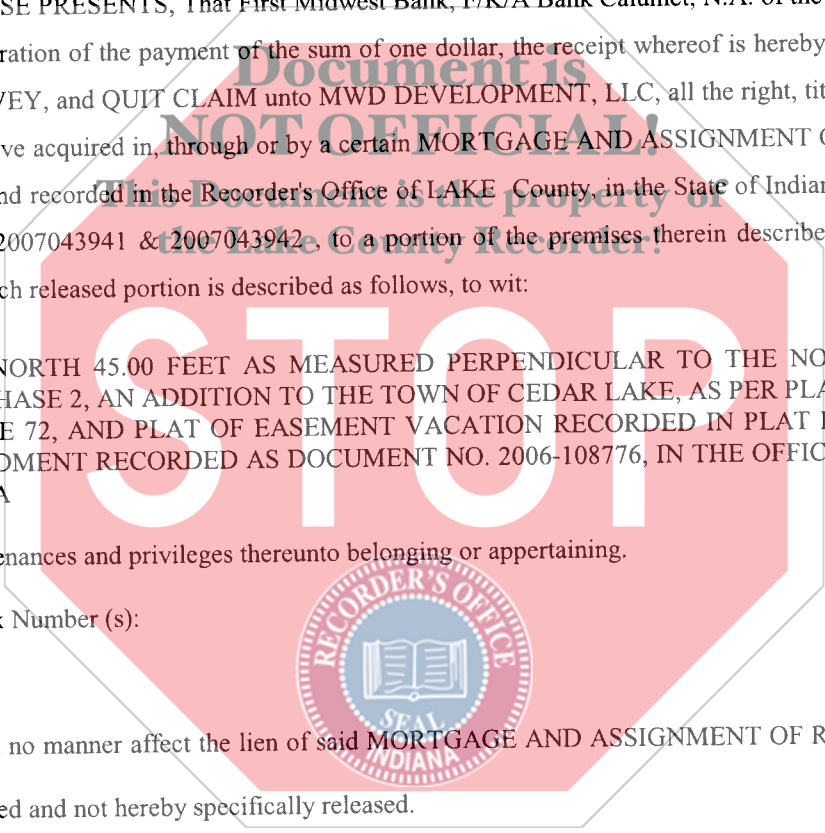 SE PRESENTS, That First Midwest Bank, F/K/A Bank Calumet, N.A. of the
ration of the payment of the sum of one dollar, the receipt whereof is hereby
VEY, and QUIT CLAIM unto MWD DEVELOPMENT, LLC, all the right, tit
ve acquired in, through or by a certain MORTGAGE AND ASSIGNMENT O
nd recorded in the Recorder's Office of LAKE County, in the State of Indian
2007043941 & 2007043942 , to a portion of the premises therein describe
ch released portion is described as follows, to wit:
NORTH 45.00 FEET AS MEASURED PERPENDICULAR TO THE NO
HASE 2, AN ADDITION TO THE TOWN OF CEDAR LAKE, AS PER PLA
E 72, AND PLAT OF EASEMENT VACATION RECORDED IN PLAT
DMENT RECORDED AS DOCUMENT NO. 2006-108776, IN THE OFFIC
A
enances and privileges thereunto belonging or appertaining.
x Number (s):
no manner affect the lien of said MORTGAGE AND ASSIGNMENT OF R
ed and not hereby specifically released.
Document is
NOT OFFICIAL!
This Document is the property of
the Lake County Recorder!
STOP
RECORDER'S OFFICE
SEAL
INDIANA